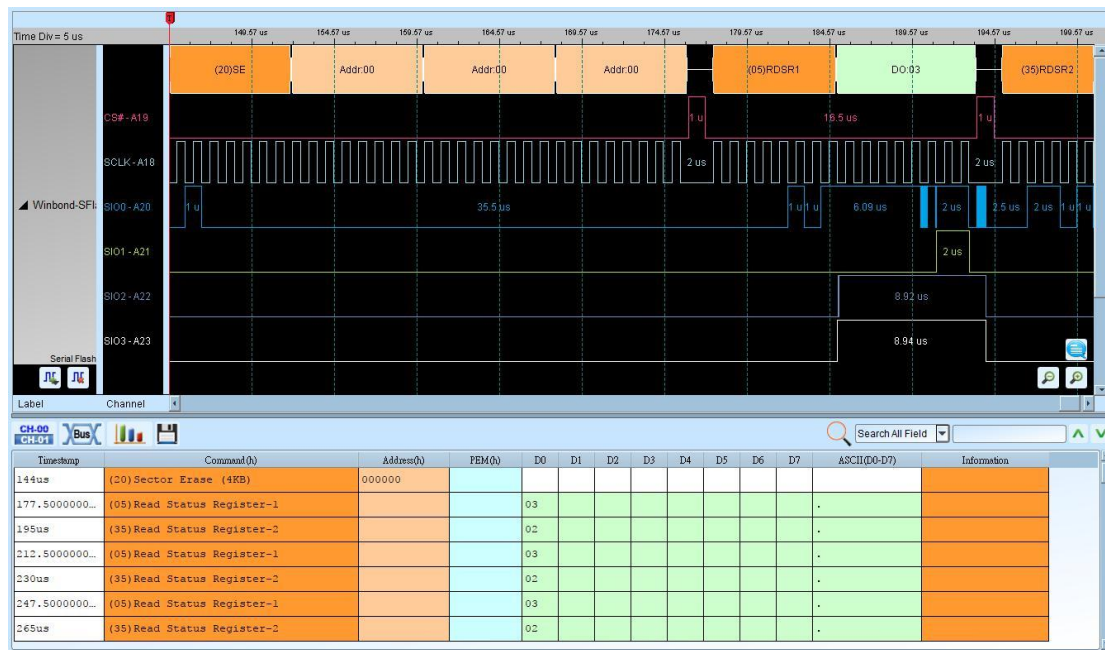 Time Div = 5 us
149.57 us 154.57 us 159.57 us 164.57 us 169.57 us 174.57 us 179.57 us 184.57 us 189.57 us 194.57 us 199.57 us
(20)SE Addr:00 Addr:00 Addr:00 (05)RDSR1 DO:03 (35)RDSR2
CS#-A19 1 u 16.5 us 1 u
SCLK-A18 2 us 2 us
Winbond-SFl SIO0-A20 1 u 35.5 us 1 u 1 u 6.09 us 2 us 2.5 us 2 us 1 u 1 u
SIO1-A21 2 us
SIO2-A22 8.92 us
SIO3-A23 8.94 us
Serial Flash
Label Channel
CH-00
CH-01 Bus Search All Field
Timestamp Command(h) Address(h) PEM(h) D0 D1 D2 D3 D4 D5 D6 D7 ASCII(D0-D7) Information
144us (20)Sector Erase (4KB) 000000
177.5000000... (05)Read Status Register-1 03 .
195us (35)Read Status Register-2 02 .
212.5000000... (05)Read Status Register-1 03 .
230us (35)Read Status Register-2 02 .
247.5000000... (05)Read Status Register-1 03 .
265us (35)Read Status Register-2 02 .